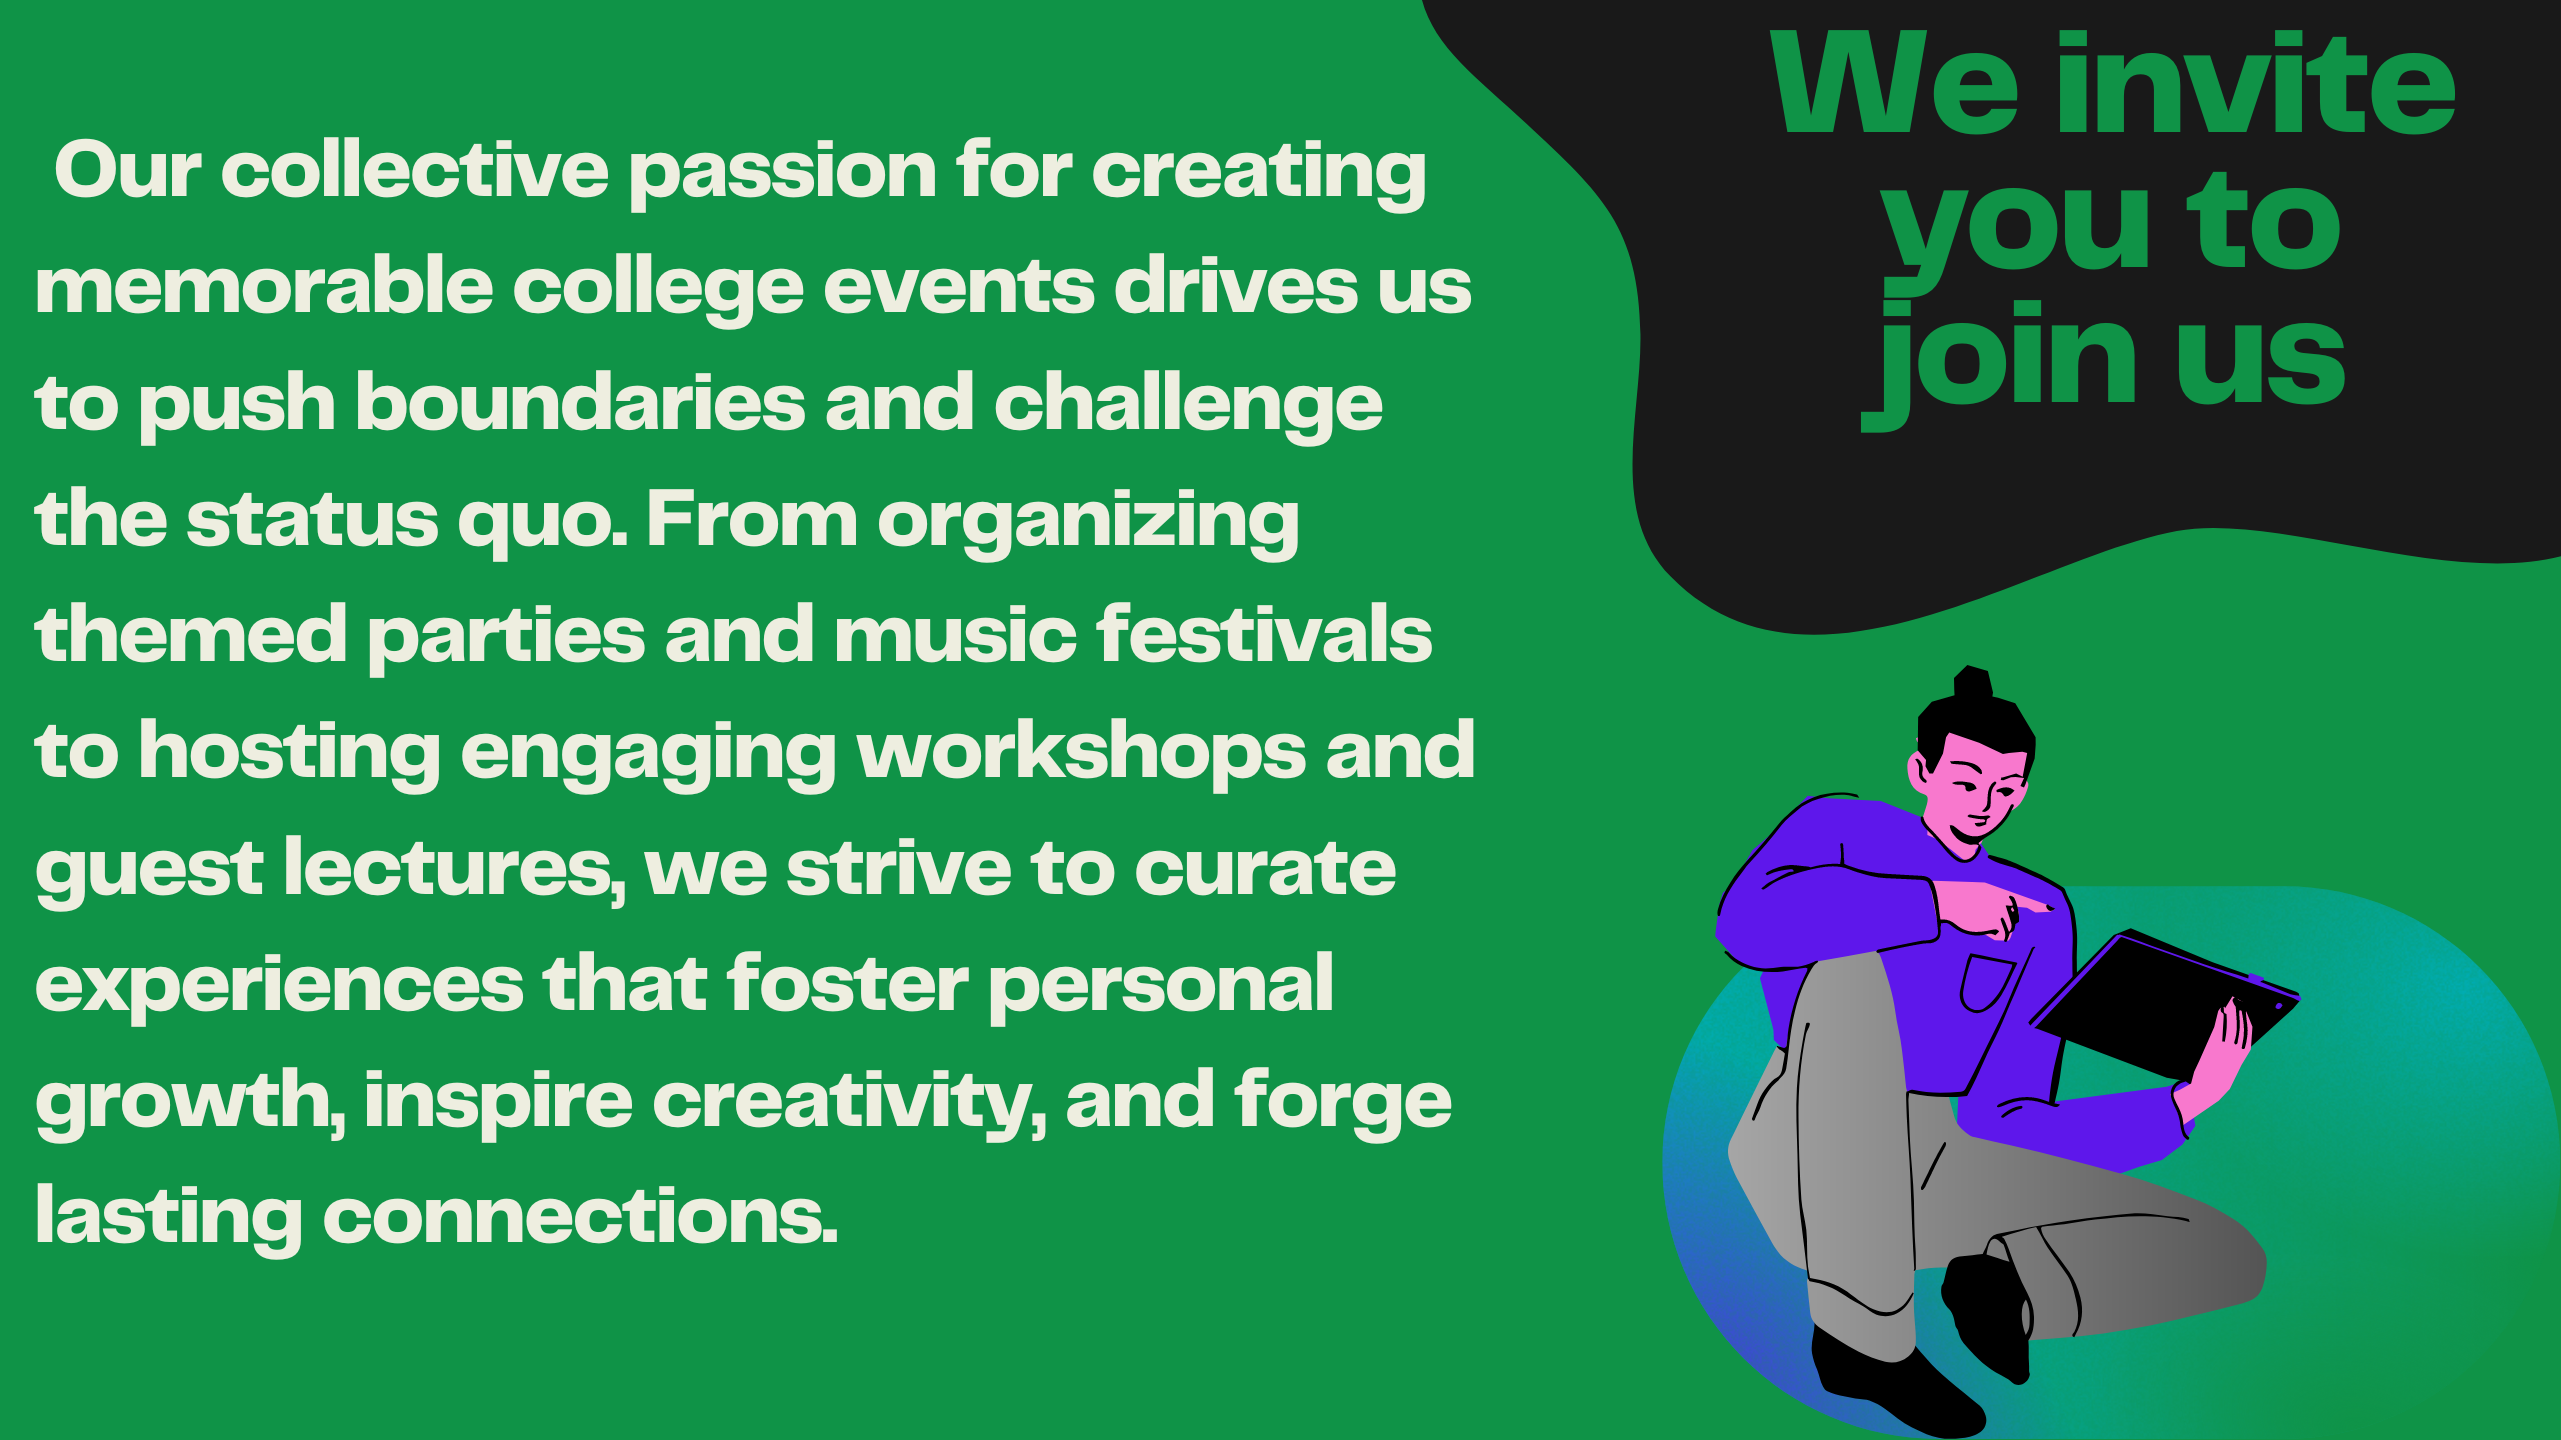 We invite
you to
join us
Our collective passion for creating
memorable college events drives us
to push boundaries and challenge
the status quo. From organizing
themed parties and music festivals
to hosting engaging workshops and
guest lectures, we strive to curate
experiences that foster personal
growth, inspire creativity, and forge
lasting connections.